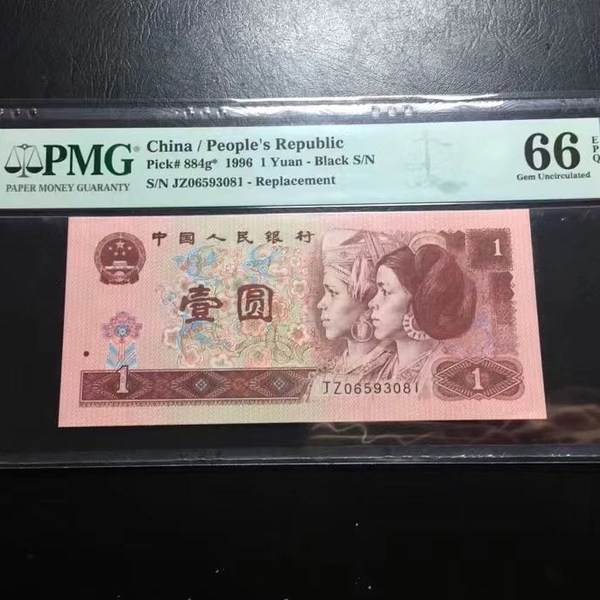 PMG
PAPER MONEY GUARANTY
China / People's Republic
Pick# 884g* 1996 1 Yuan - Black S/N
S/N JZ06593081 - Replacement
66 E
P
Q
Gem Uncirculated
中国人民银行
1
壹圆
1
JZ06593081
1